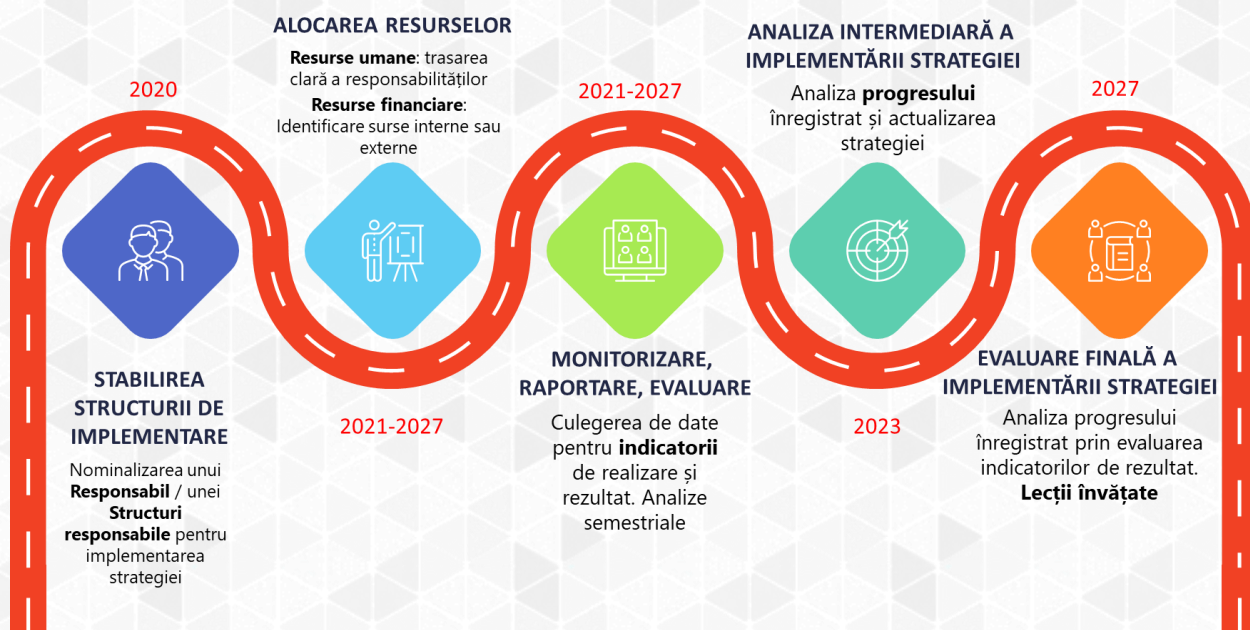 2020
STABILIREA
STRUCTURII DE
IMPLEMENTARE
Nominalizarea unui
Responsabil / unei
Structuri
responsabile pentru
implementarea
strategiei
ALOCAREA RESURSELOR
Resurse umane: trasarea
clară a responsabilităților
Resurse financiare:
Identificare surse interne sau
externe
2021-2027
2021-2027
MONITORIZARE,
RAPORTARE, EVALUARE
Culegerea de date
pentru indicatorii
de realizare și
rezultat. Analize
semestriale
ANALIZA INTERMEDIARĂ A
IMPLEMENTĂRII STRATEGIEI
Analiza progresului
înregistrat și actualizarea
strategiei
2023
2027
EVALUARE FINALĂ A
IMPLEMENTĂRII STRATEGIEI
Analiza progresului
înregistrat prin evaluarea
indicatorilor de rezultat.
Lecții învățate